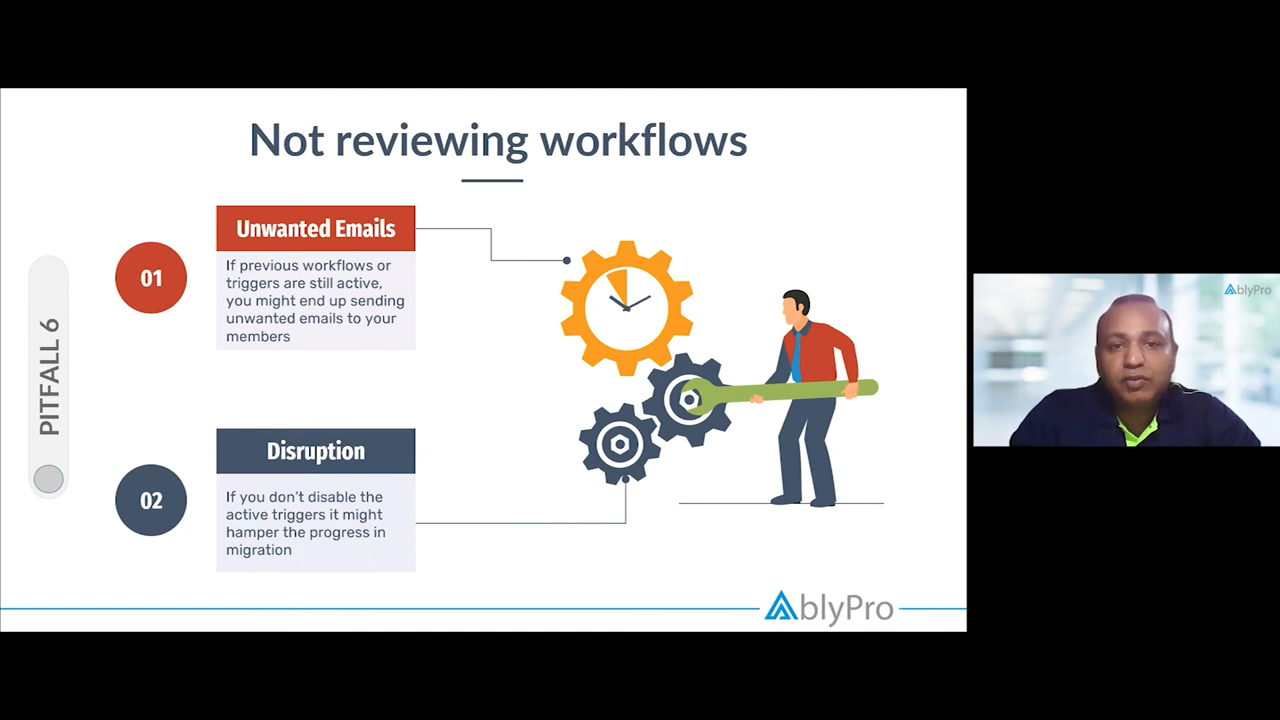 Not reviewing workflows
PITFALL 6
01
Unwanted Emails
If previous workflows or
triggers are still active,
you might end up sending
unwanted emails to your
members
02
Disruption
If you don't disable the
active triggers it might
hamper the progress in
migration
AblyPro
AblyPro